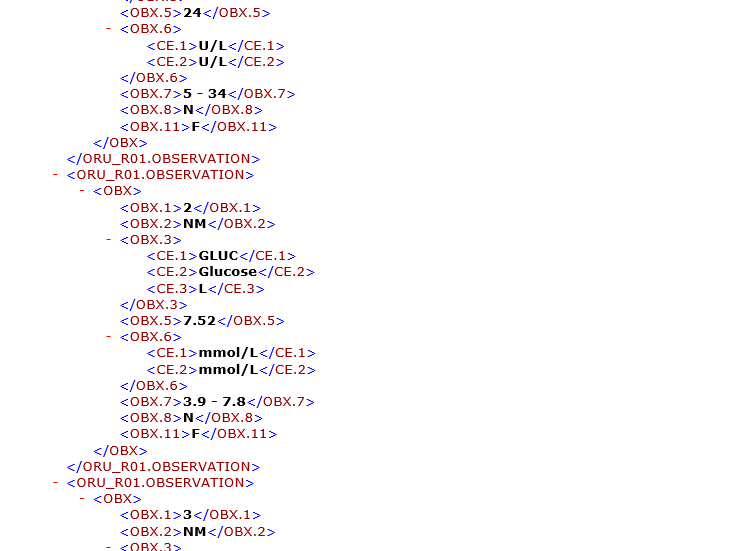 <OBX.5>24</OBX.5>
- <OBX.6>
<CE.1>U/L</CE.1>
<CE.2>U/L</CE.2>
</OBX.6>
<OBX.7>5 - 34</OBX.7>
<OBX.8>N</OBX.8>
<OBX.11>F</OBX.11>
</OBX>
</ORU_R01.OBSERVATION>
- <ORU_R01.OBSERVATION>
- <OBX>
<OBX.1>2</OBX.1>
<OBX.2>NM</OBX.2>
- <OBX.3>
<CE.1>GLUC</CE.1>
<CE.2>Glucose</CE.2>
<CE.3>L</CE.3>
</OBX.3>
<OBX.5>7.52</OBX.5>
- <OBX.6>
<CE.1>mmol/L</CE.1>
<CE.2>mmol/L</CE.2>
</OBX.6>
<OBX.7>3.9 - 7.8</OBX.7>
<OBX.8>N</OBX.8>
<OBX.11>F</OBX.11>
</OBX>
</ORU_R01.OBSERVATION>
- <ORU_R01.OBSERVATION>
- <OBX>
<OBX.1>3</OBX.1>
<OBX.2>NM</OBX.2>
- <OBX.3>